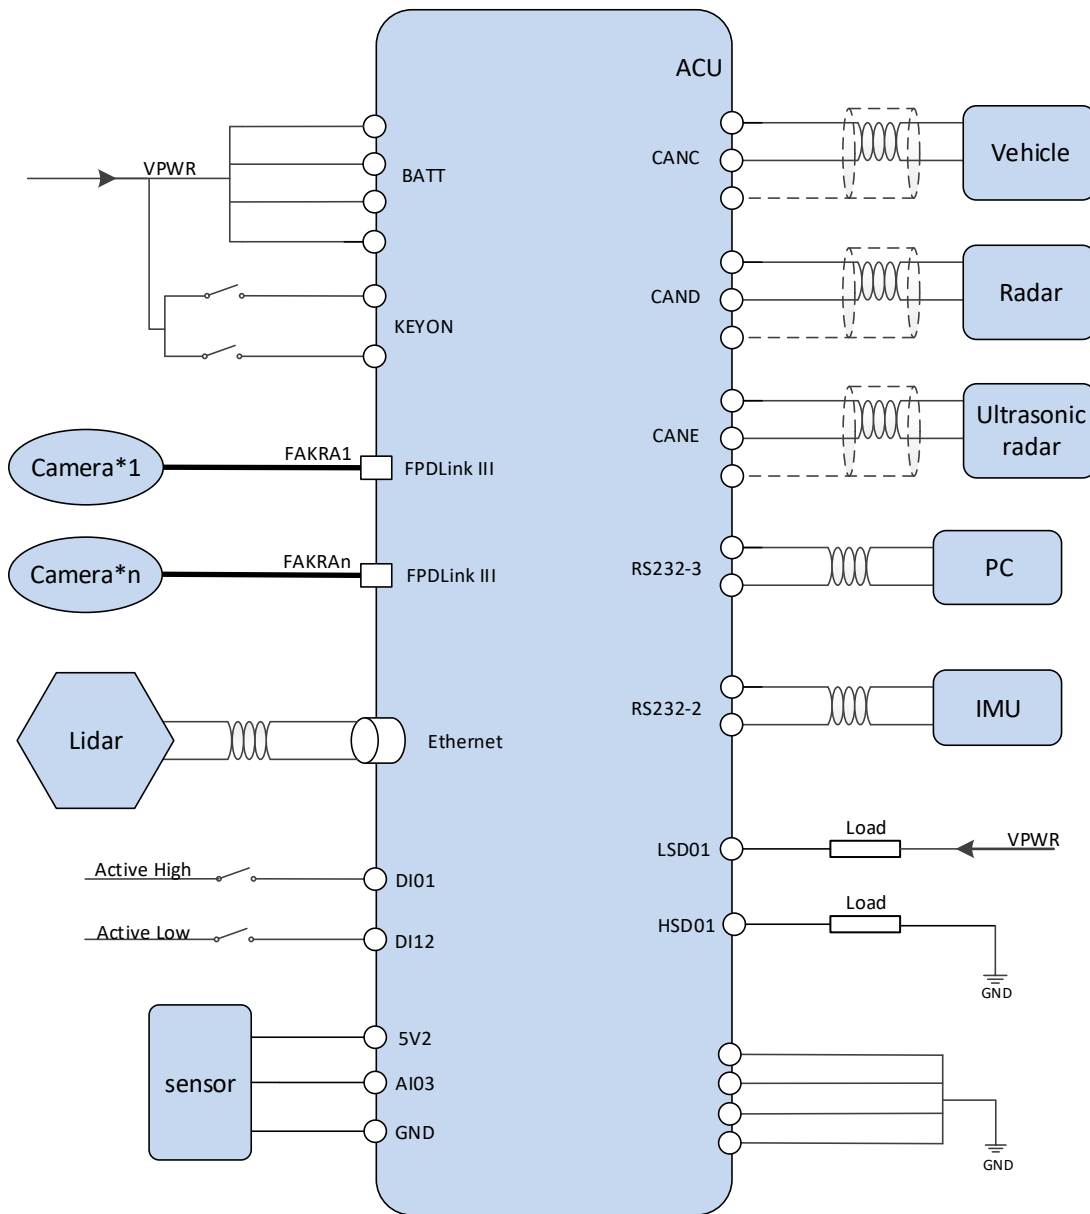 ACU
VPWR
BATT
KEYON
Camera*1
FAKRA1
FPDLink III
Camera*n
FAKRAn
FPDLink III
Lidar
Ethernet
Active High
DI01
Active Low
DI12
sensor
5V2
AI03
GND
CANC
Vehicle
CAND
Radar
CANE
Ultrasonic
radar
RS232-3
PC
RS232-2
IMU
LSD01
Load
VPWR
HSD01
Load
GND
GND